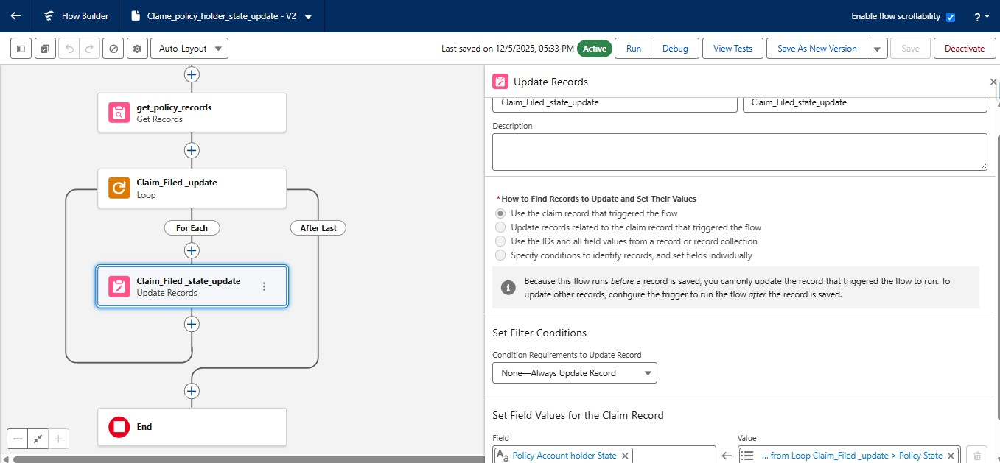 Flow Builder
Clame_policy_holder_state_update - V2
Enable flow scrollability
?
Auto-Layout
Last saved on 12/5/2025, 05:33 PM
Active
Run
Debug
View Tests
Save As New Version
Save
Deactivate
get_policy_records
Get Records
Claim_Filed _update
Loop
For Each
After Last
Claim_Filed _state_update
Update Records
End
Update Records
Claim_Filed _state_update
Claim_Filed_state_update
Description
*How to Find Records to Update and Set Their Values
Use the claim record that triggered the flow
Update records related to the claim record that triggered the flow
Use the IDs and all field values from a record or record collection
Specify conditions to identify records, and set fields individually
Because this flow runs before a record is saved, you can only update the record that triggered the flow to run. To
update other records, configure the trigger to run the flow after the record is saved.
Set Filter Conditions
Condition Requirements to Update Record
None—Always Update Record
Set Field Values for the Claim Record
Field
Value
Aa Policy Account holder State
... from Loop Claim_Filed _update > Policy State